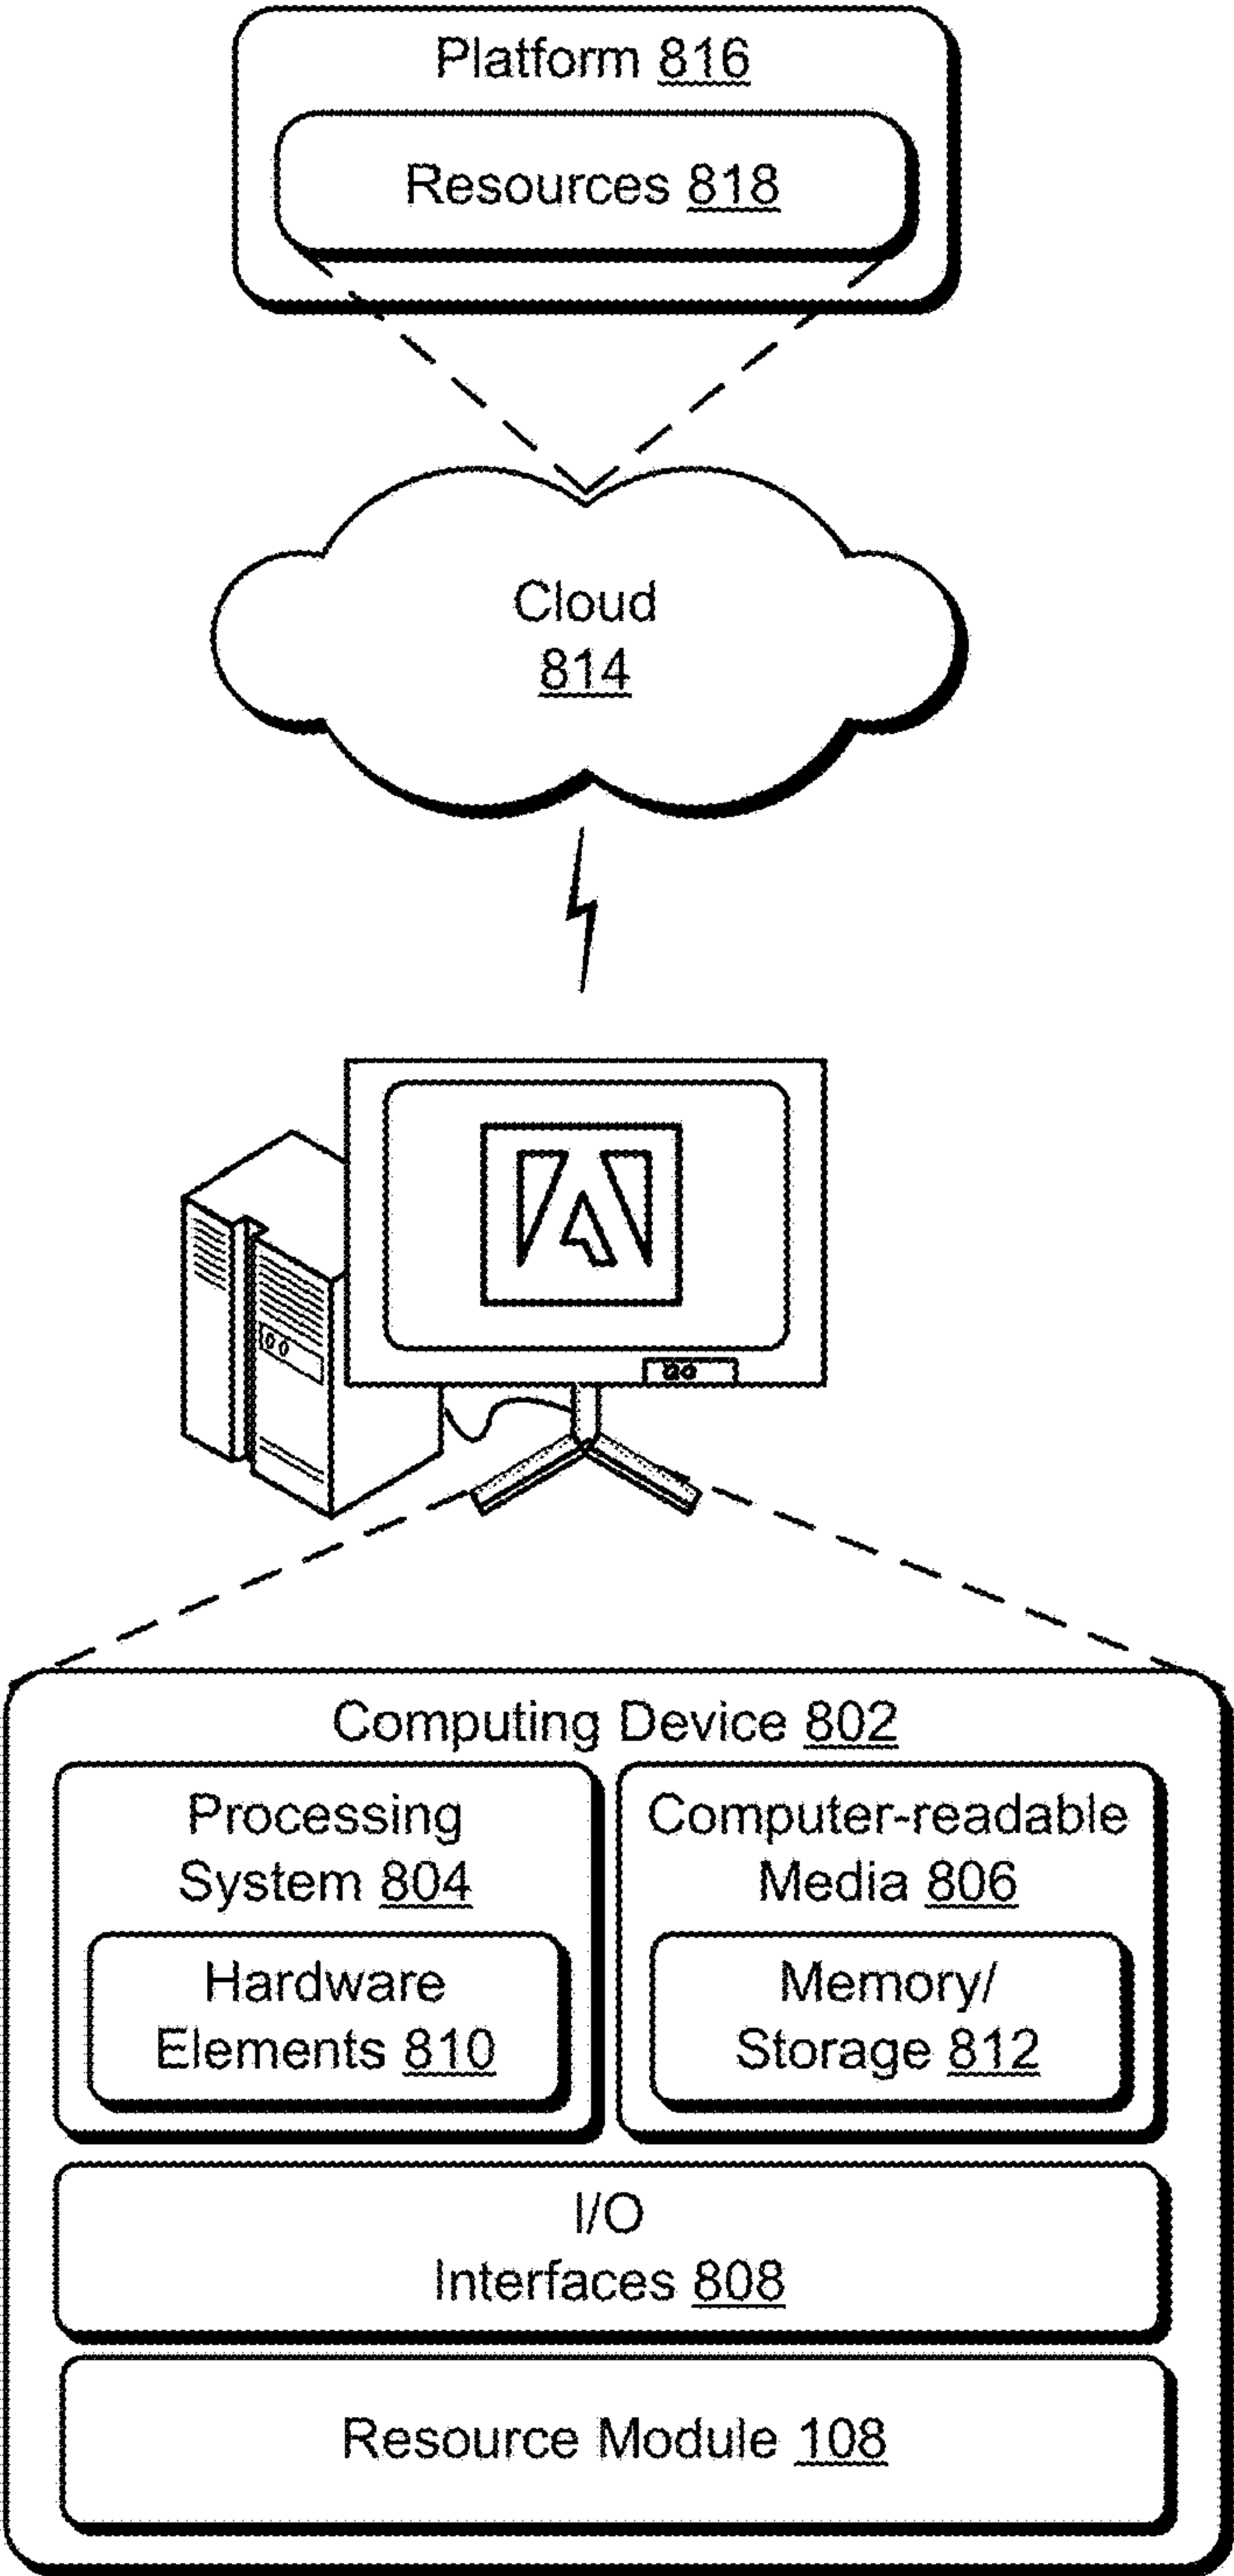 Platform 816
Resources 818
Cloud
814
Computing Device 802
Processing
System 804
Hardware
Elements 810
Computer-readable
Media 806
Memory/
Storage 812
I/O
Interfaces 808
Resource Module 108